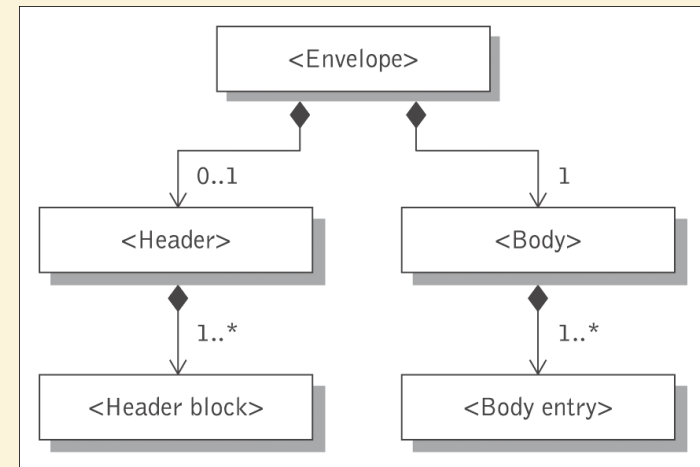 <Envelope>
0..1
1
<Header>
<Body>
1..*
1..*
<Header block>
<Body entry>